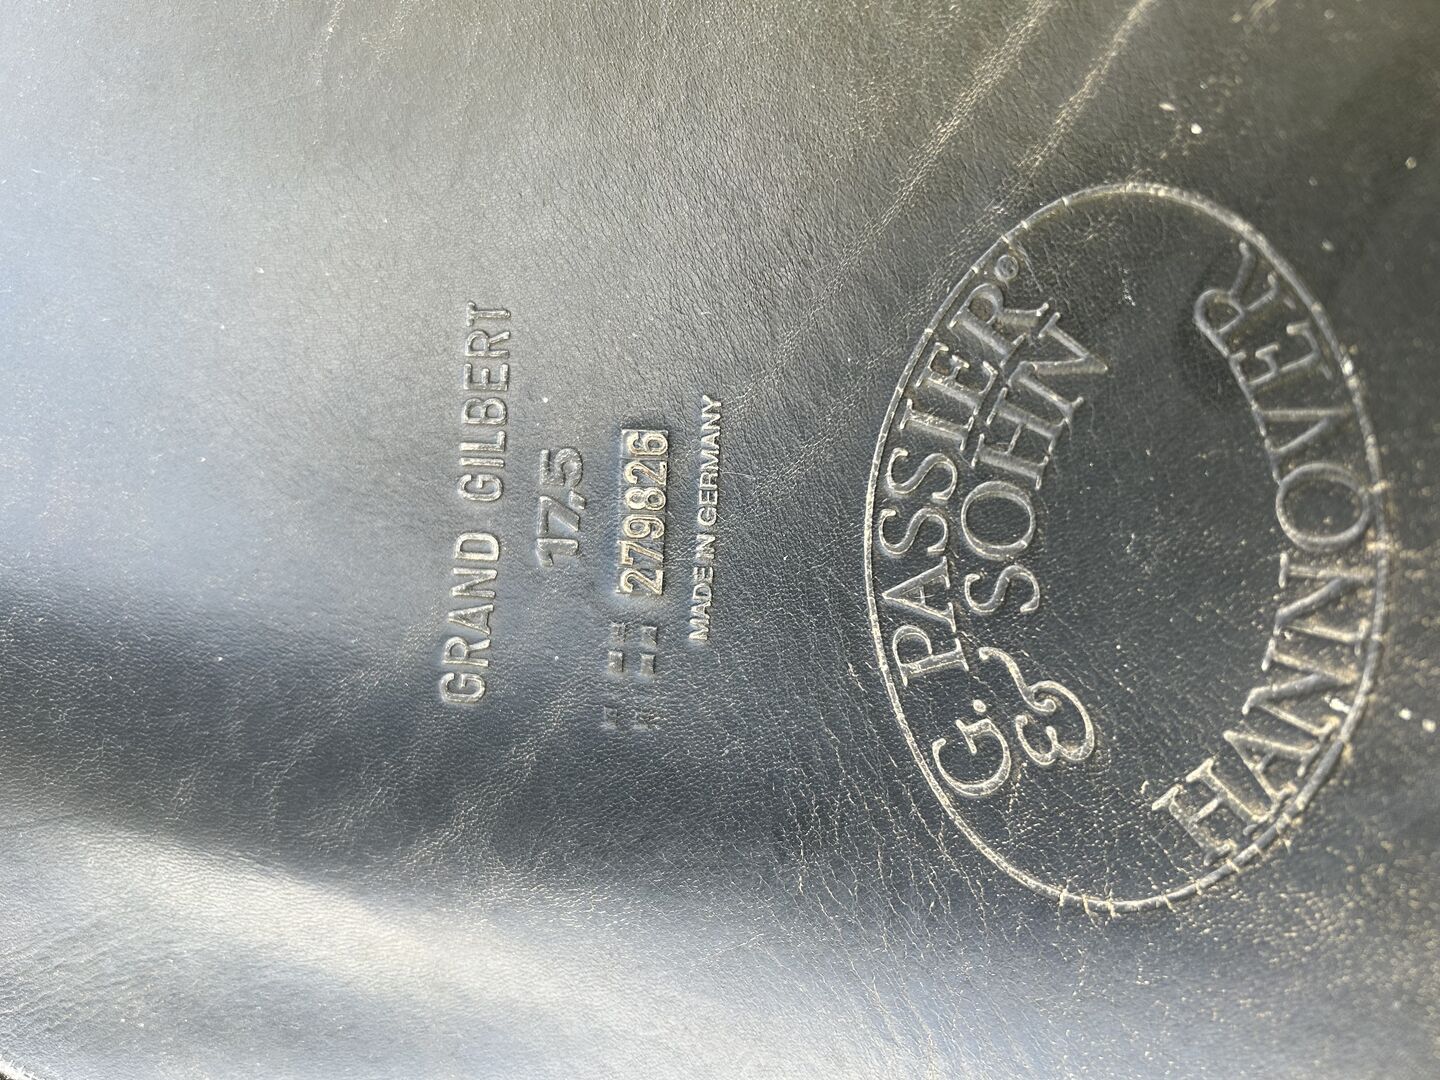 GRAND GILBERT
17,5
279826
MADE IN GERMANY
G. PASSIER®
& SOHN
HANNOVER